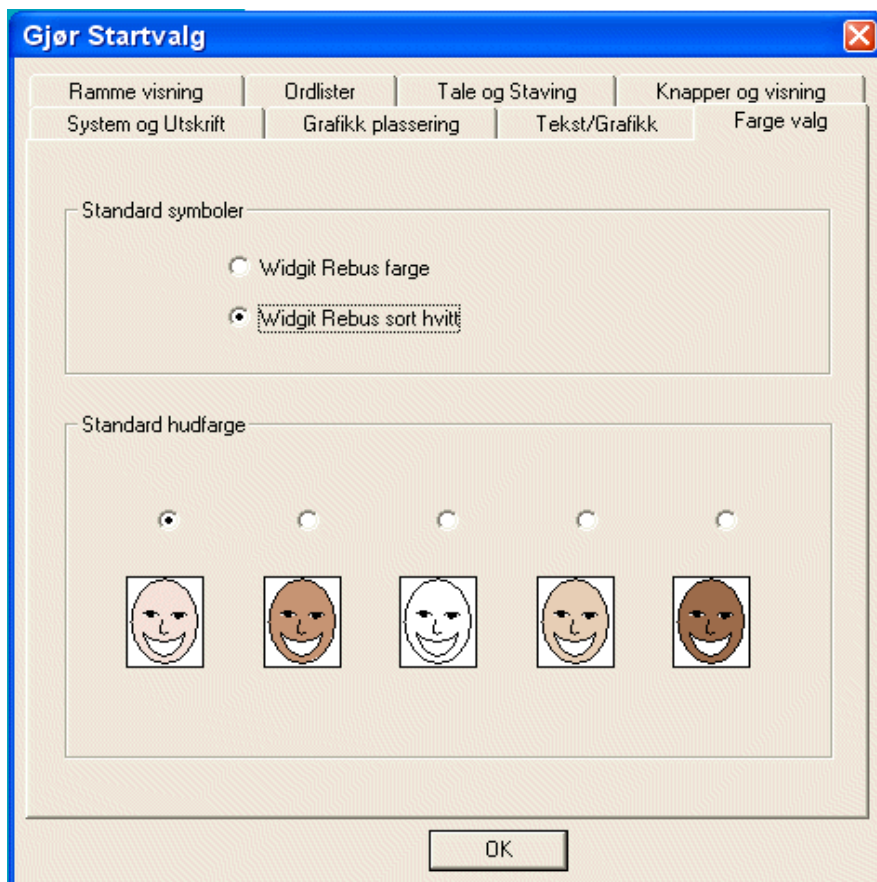 Gjør Startvalg
Ramme visning
Ordlister
Tale og Staving
Knapper og visning
System og Utskrift
Grafikk plassering
Tekst/Grafikk
Farge valg
Standard symboler
Widgit Rebus farge
Widgit Rebus sort hvitt
Standard hudfarge
OK